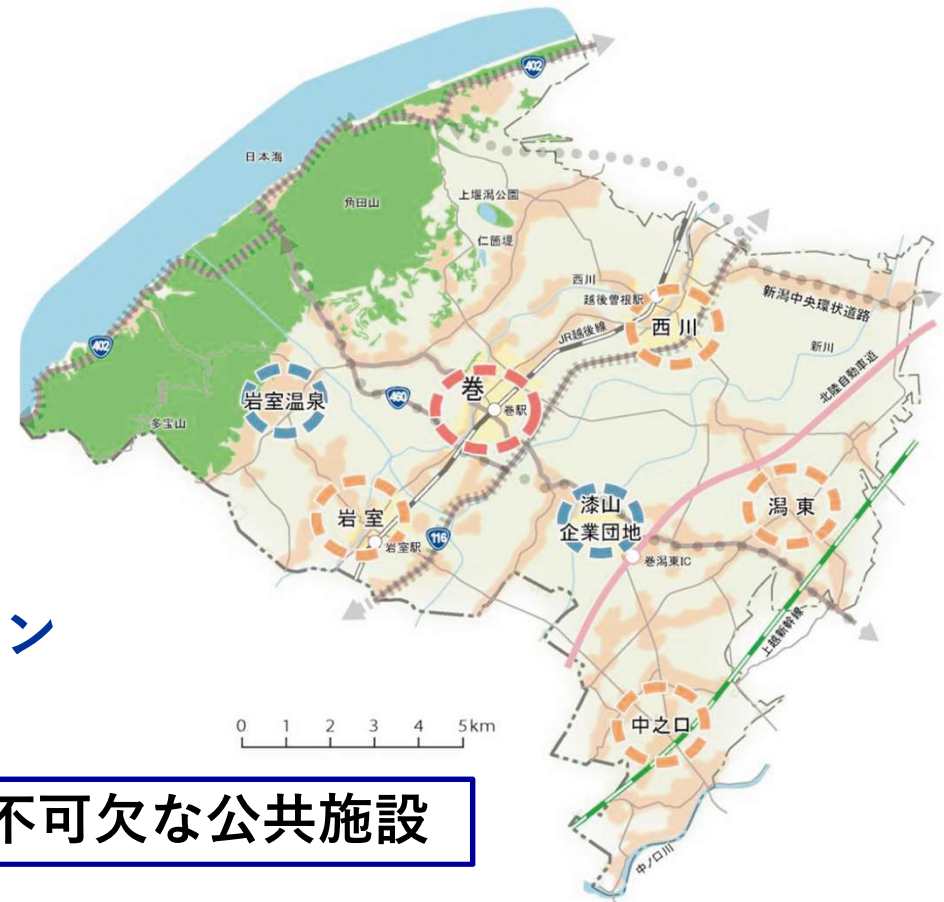 402
日本海
角田山
上堰潟公園
仁箇堤
西川
越後曽根駅
西川
新潟中央環状道路
JR越後線
新川
北陸自動車道
402
岩室温泉
460
巻
巻駅
多宝山
岩室
岩室駅
116
漆山
企業団地
潟東
巻潟東IC
上越新幹線
ン
中之口
0 1 2 3 4 5km
不可欠な公共施設
中ノ口川